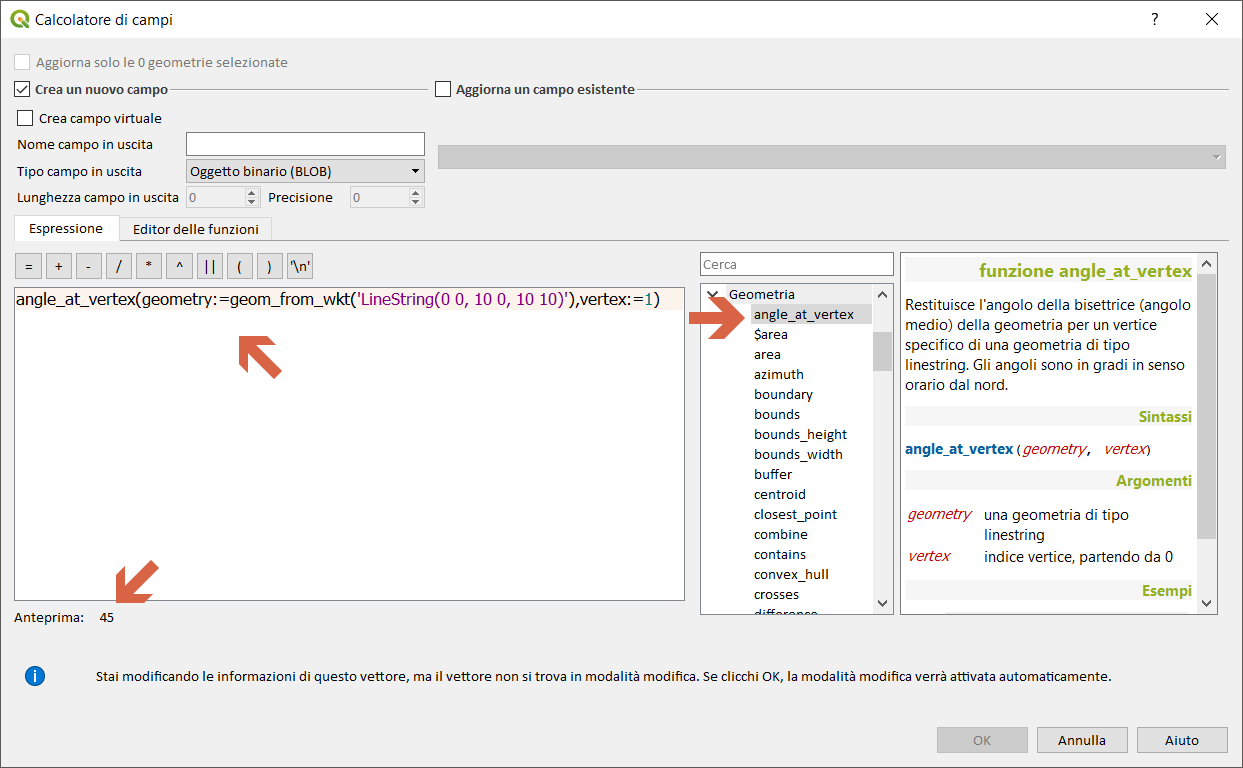 Calcolatore di campi
?
Aggiorna solo le 0 geometrie selezionate
Crea un nuovo campo
Aggiorna un campo esistente
Crea campo virtuale
Nome campo in uscita
Tipo campo in uscita Oggetto binario (BLOB)
Lunghezza campo in uscita 0 Precisione 0
Espressione Editor delle funzioni
= + - / * ^ || ( ) '\n'
angle_at_vertex(geometry:=geom_from_wkt('LineString(0 0, 10 0, 10 10)'),vertex:=1)
Anteprima: 45
Cerca
Geometria
angle_at_vertex
$area
area
azimuth
boundary
bounds
bounds_height
bounds_width
buffer
centroid
closest_point
combine
contains
convex_hull
crosses
difference
funzione angle_at_vertex
Restituisce l'angolo della bisettrice (angolo
medio) della geometria per un vertice
specifico di una geometria di tipo
linestring. Gli angoli sono in gradi in senso
orario dal nord.
Sintassi
angle_at_vertex(geometry, vertex)
Argomenti
geometry una geometria di tipo
linestring
vertex indice vertice, partendo da 0
Esempi
Stai modificando le informazioni di questo vettore, ma il vettore non si trova in modalità modifica. Se clicchi OK, la modalità modifica verrà attivata automaticamente.
OK Annulla Aiuto